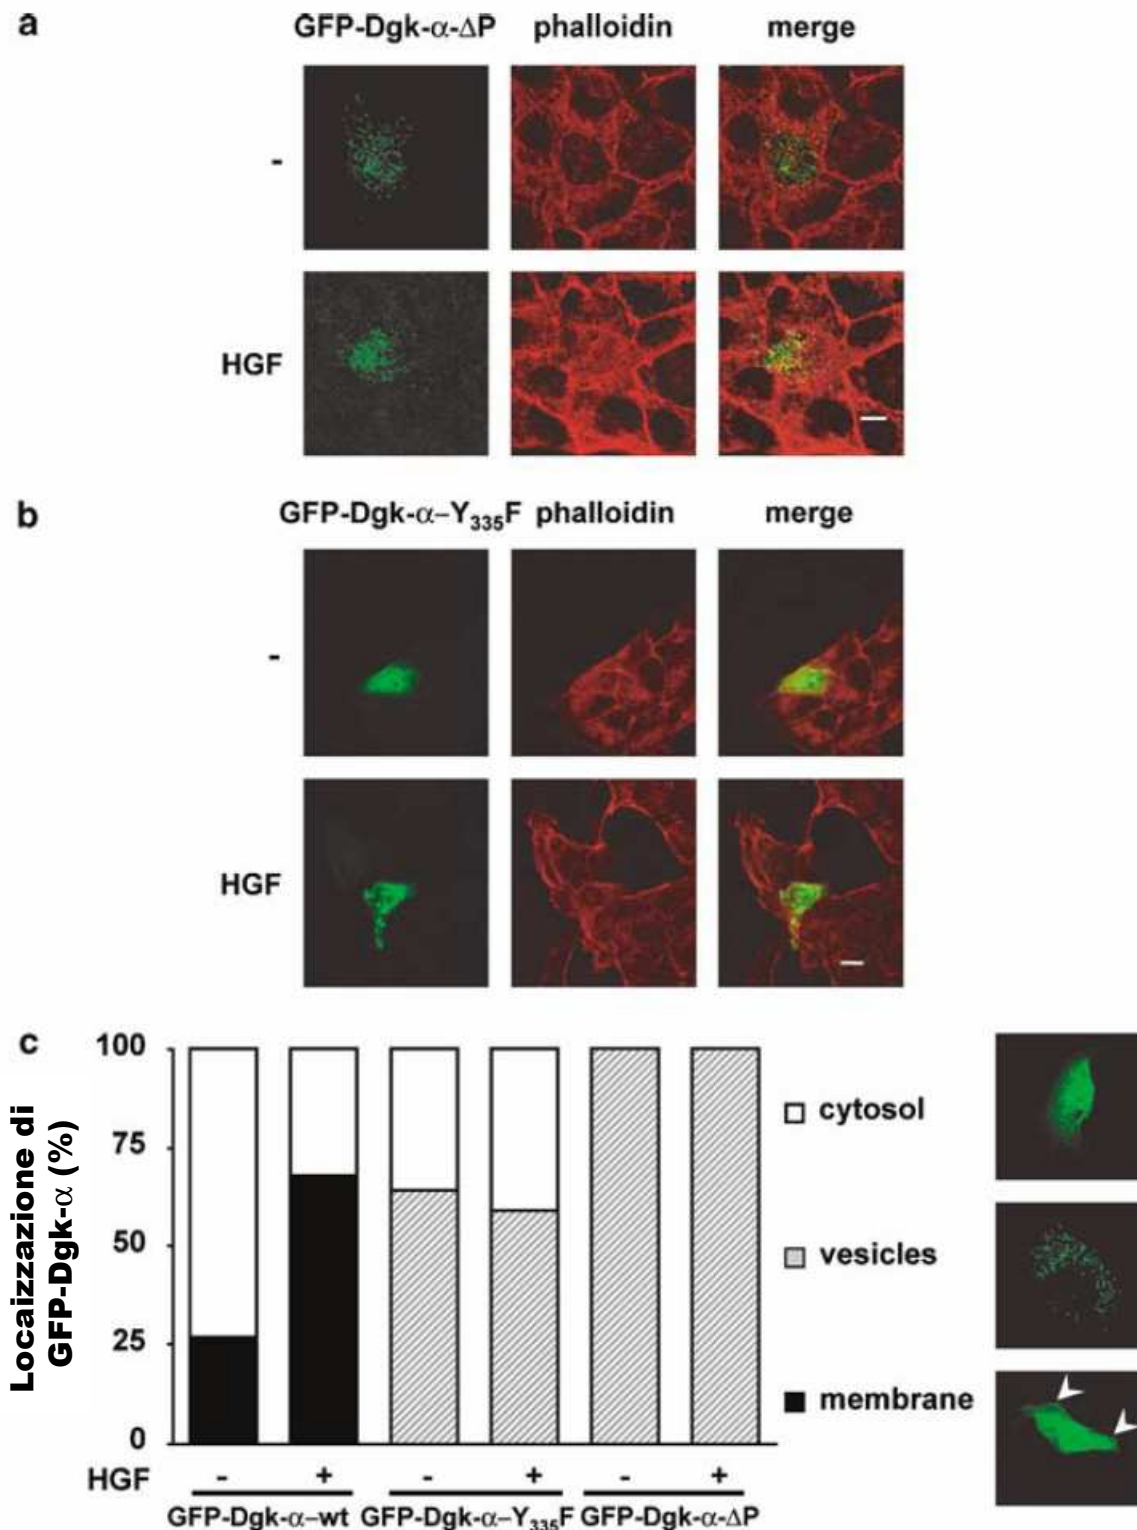 a
GFP-Dgk-α-ΔP phalloidin merge
-
HGF
b
GFP-Dgk-α–Y₃₃₅F phalloidin merge
-
HGF
c
Locaizzazione di
GFP-Dgk-α (%)
100
75
50
25
0
cytosol
vesicles
membrane
HGF - + - + - +
GFP-Dgk-α–wt GFP-Dgk-α–Y₃₃₅F GFP-Dgk-α-ΔP